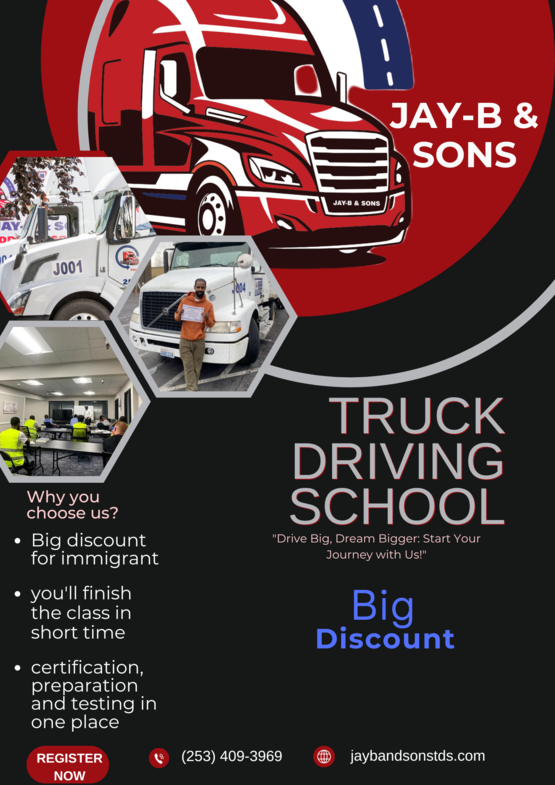 JAY-B &
SONS
JAY-B & SONS
J001
TRUCK
DRIVING
SCHOOL
"Drive Big, Dream Bigger: Start Your
Journey with Us!"
Why you
choose us?
• Big discount
for immigrant
• you'll finish
the class in
short time
• certification,
preparation
and testing in
one place
Big
Discount
REGISTER
NOW
(253) 409-3969
jaybandsonstds.com